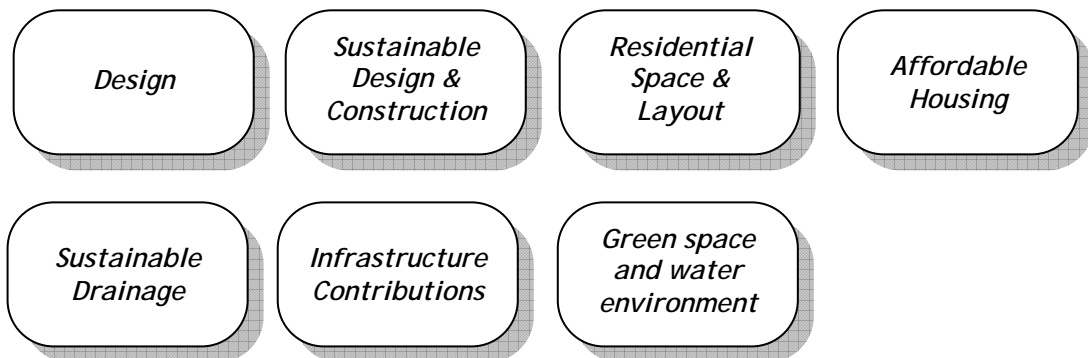 Design
Sustainable
Design &
Construction
Residential
Space &
Layout
Affordable
Housing
Sustainable
Drainage
Infrastructure
Contributions
Green space
and water
environment